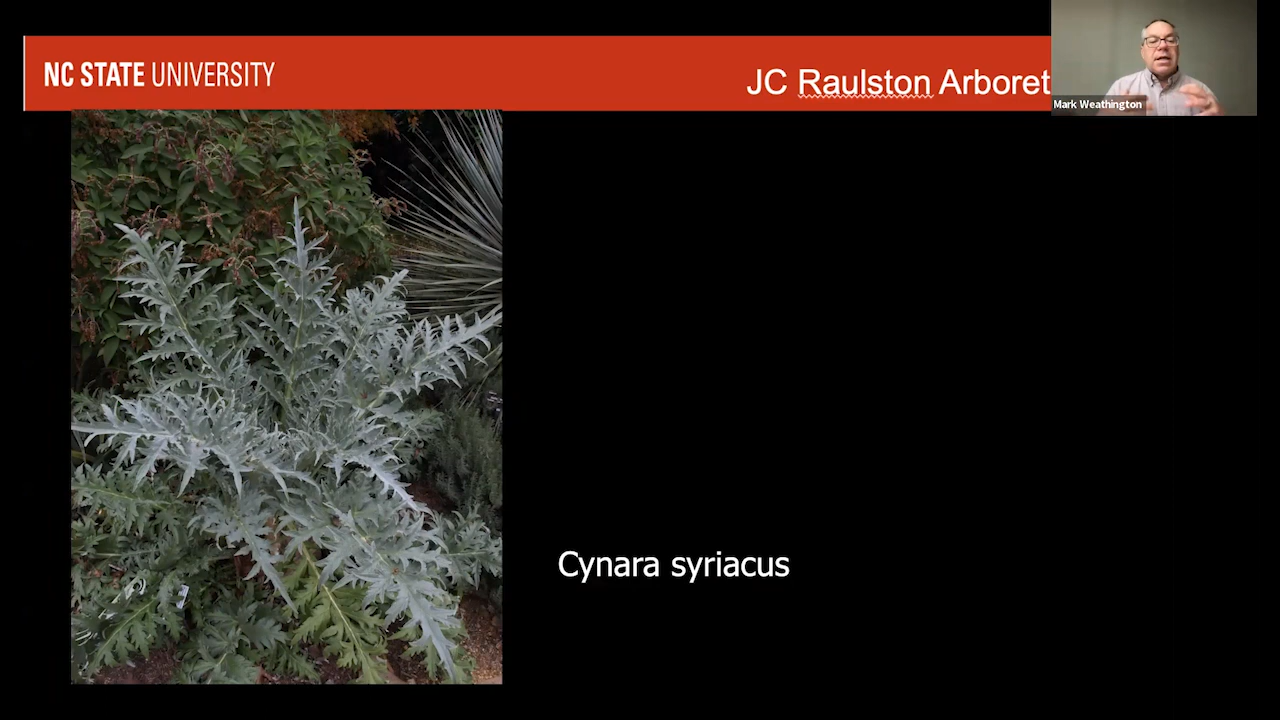 NC STATE UNIVERSITY
JC Raulston Arboret
Mark Weathington
Cynara syriacus